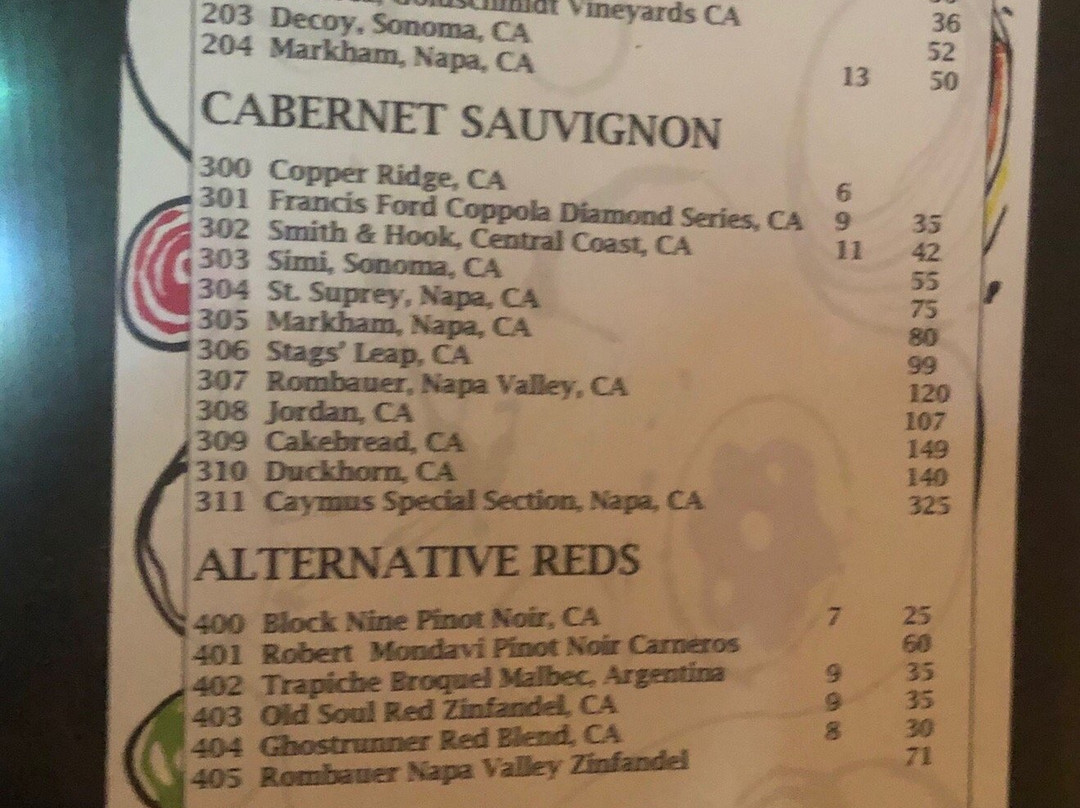 Vineyards CA 36
203 Decoy, Sonoma, CA 52
204 Markham, Napa, CA 13 50
CABERNET SAUVIGNON
300 Copper Ridge, CA 6
301 Francis Ford Coppola Diamond Series, CA 9 35
302 Smith & Hook, Central Coast, CA 11 42
303 Simi, Sonoma, CA 55
304 St. Suprey, Napa, CA 75
305 Markham, Napa, CA 80
306 Stags' Leap, CA 99
307 Rombauer, Napa Valley, CA 120
308 Jordan, CA 107
309 Cakebread, CA 149
310 Duckhorn, CA 140
311 Caymus Special Section, Napa, CA 325
ALTERNATIVE REDS
400 Block Nine Pinot Noir, CA 7 25
401 Robert Mondavi Pinot Noir Carneros 60
402 Trapiche Broquel Malbec, Argentina 9 35
403 Old Soul Red Zinfandel, CA 9 35
404 Ghostrunner Red Blend, CA 8 30
405 Rombauer Napa Valley Zinfandel 71